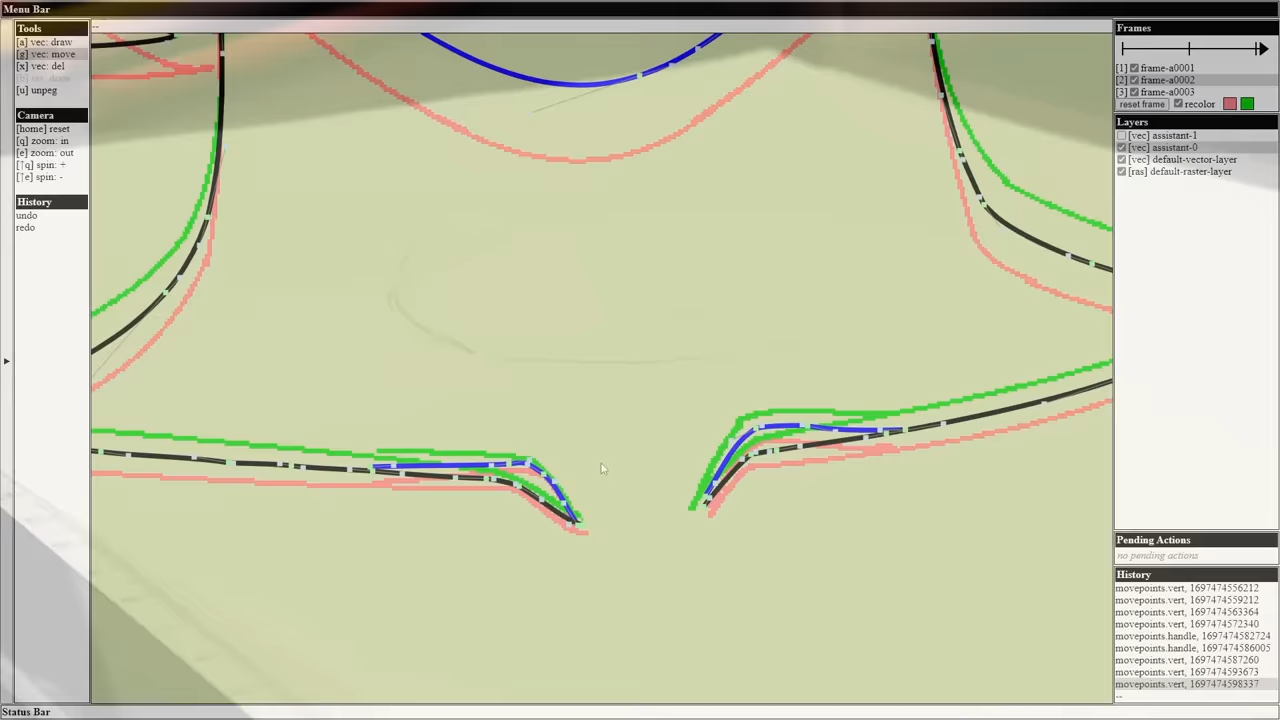 Menu Bar
Tools
[a] vec: draw
[g] vec: move
[x] vec: del
[b] ras: draw
[u] unpeg
Camera
[home] reset
[q] zoom: in
[e] zoom: out
[↑q] spin: +
[↑e] spin: -
History
undo
redo
--
Frames
[1] frame-a0001
[2] frame-a0002
[3] frame-a0003
reset frame recolor
Layers
[vec] assistant-1
[vec] assistant-0
[vec] default-vector-layer
[ras] default-raster-layer
Pending Actions
no pending actions
History
movepoints.vert, 1697474556212
movepoints.vert, 1697474559212
movepoints.vert, 1697474563364
movepoints.vert, 1697474572340
movepoints.handle, 1697474582724
movepoints.handle, 1697474586005
movepoints.vert, 1697474587260
movepoints.vert, 1697474593673
movepoints.vert, 1697474598337
--
Status Bar